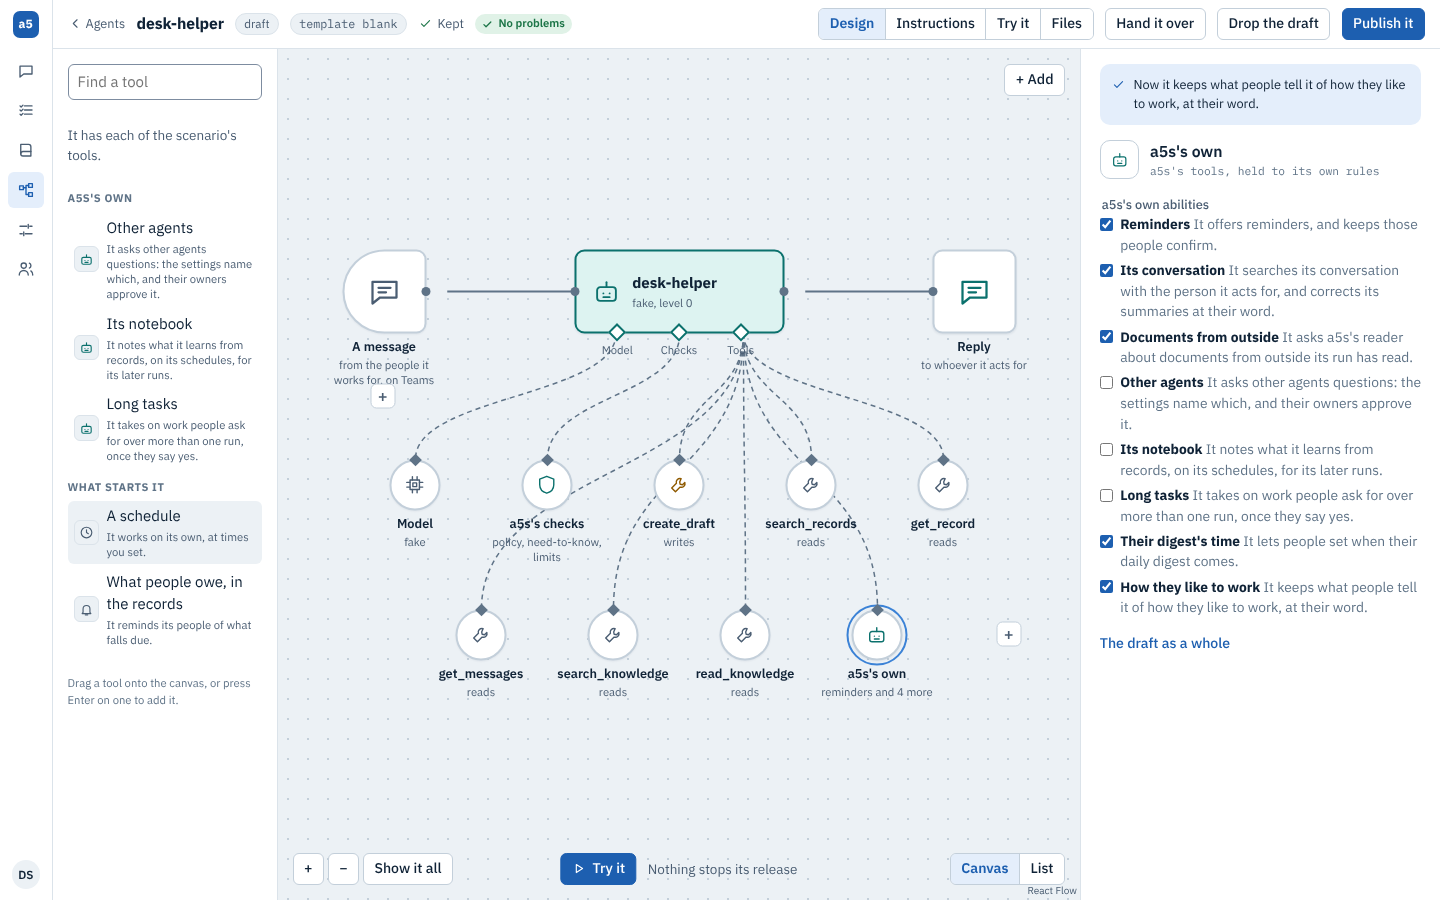 a5
Agents
desk-helper
draft
template blank
Kept
No problems
Design
Instructions
Try it
Files
Hand it over
Drop the draft
Publish it
Find a tool
It has each of the scenario's
tools.
A5S'S OWN
Other agents
It asks other agents
questions: the settings name
which, and their owners
approve it.
Its notebook
It notes what it learns from
records, on its schedules, for
its later runs.
Long tasks
It takes on work people ask
for over more than one run,
once they say yes.
WHAT STARTS IT
A schedule
It works on its own, at times
you set.
What people owe, in
the records
It reminds its people of what
falls due.
Drag a tool onto the canvas, or press
Enter on one to add it.
DS
+ Add
A message
from the people it
works for, on Teams
+
desk-helper
fake, level 0
Model
Checks
Tools
Reply
to whoever it acts for
Model
fake
a5s's checks
policy, need-to-know,
limits
create_draft
writes
search_records
reads
get_record
reads
get_messages
reads
search_knowledge
reads
read_knowledge
reads
a5s's own
reminders and 4 more
+
+
−
Show it all
Try it
Nothing stops its release
Canvas
List
React Flow
Now it keeps what people tell it of how they like
to work, at their word.
a5s's own
a5s's tools, held to its own rules
a5s's own abilities
Reminders It offers reminders, and keeps those
people confirm.
Its conversation It searches its conversation
with the person it acts for, and corrects its
summaries at their word.
Documents from outside It asks a5s's reader
about documents from outside its run has read.
Other agents It asks other agents questions: the
settings name which, and their owners approve
it.
Its notebook It notes what it learns from
records, on its schedules, for its later runs.
Long tasks It takes on work people ask for over
more than one run, once they say yes.
Their digest's time It lets people set when their
daily digest comes.
How they like to work It keeps what people tell
it of how they like to work, at their word.
The draft as a whole